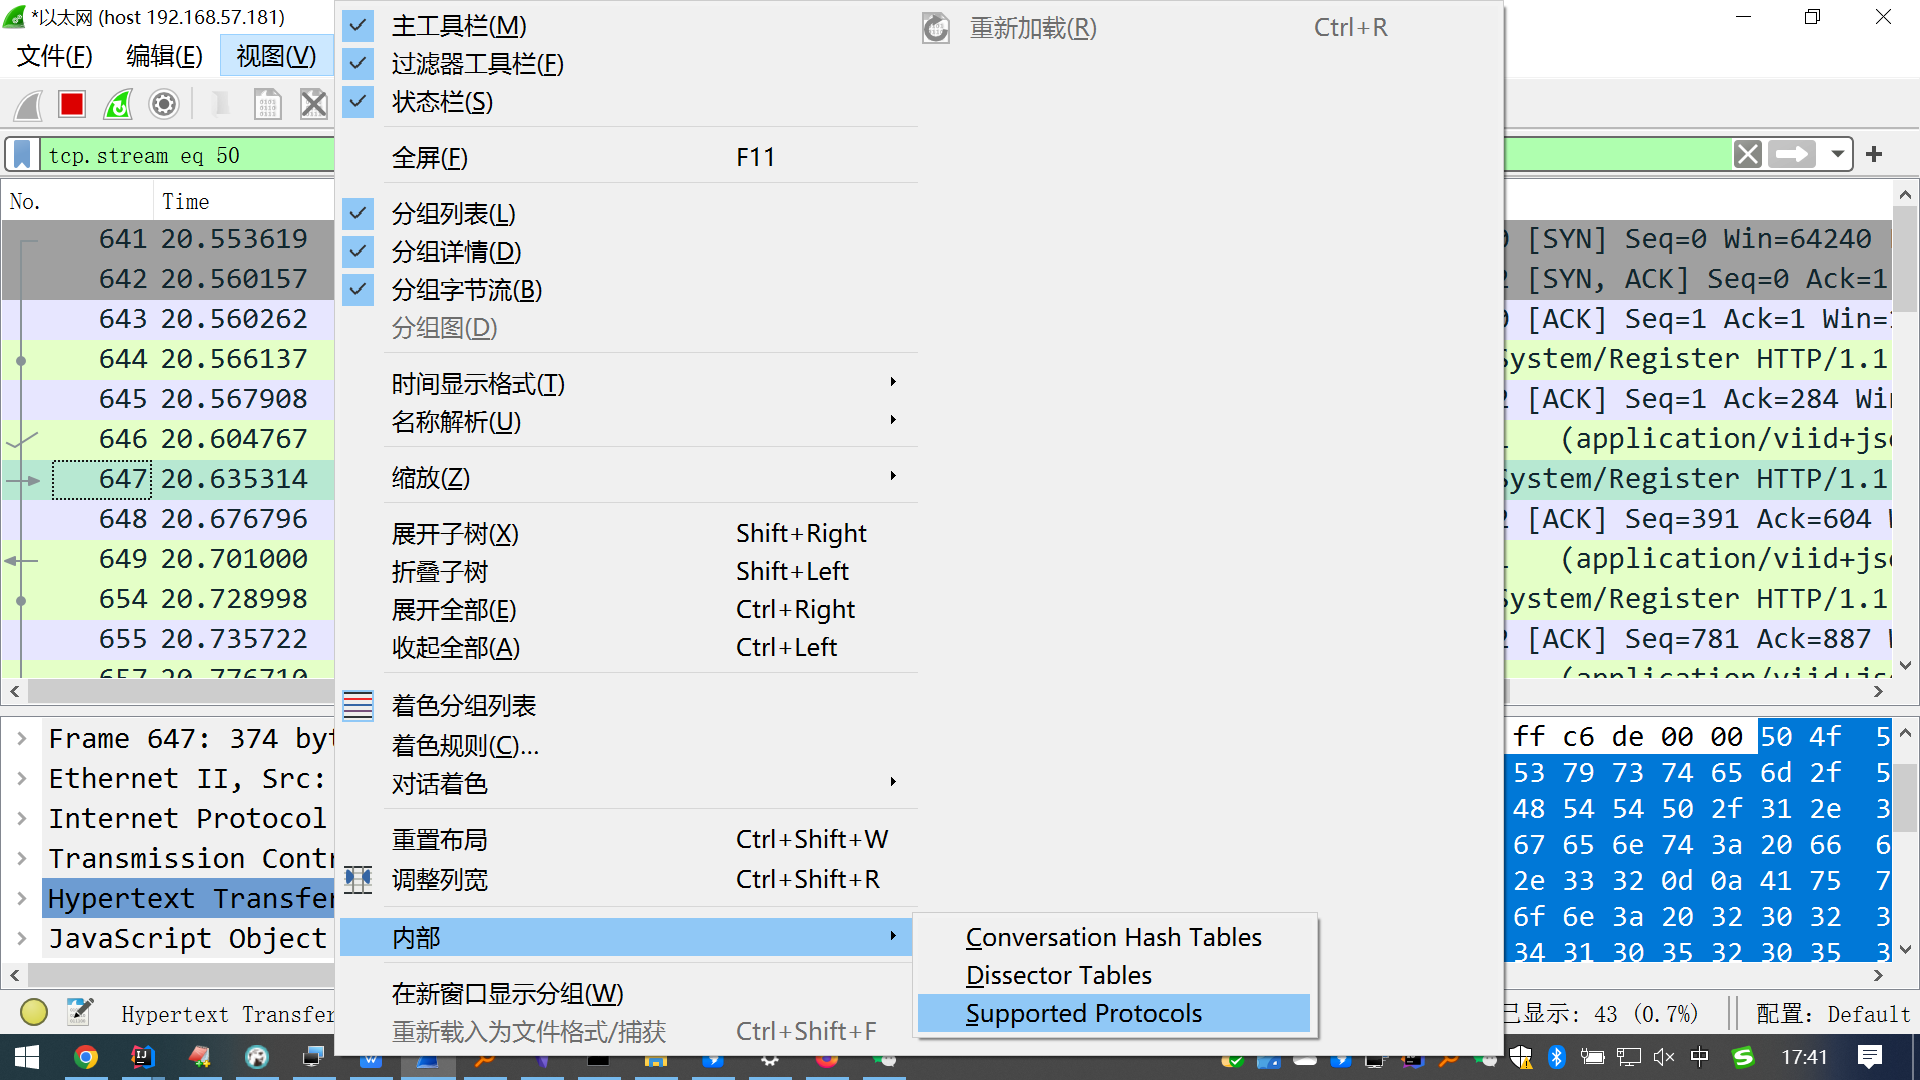 *以太网 (host 192.168.57.181)
文件(F) 编辑(E) 视图(V)
主工具栏(M)
过滤器工具栏(F)
状态栏(S)
全屏(F) F11
分组列表(L)
分组详情(D)
分组字节流(B)
分组图(D)
时间显示格式(T)
名称解析(U)
缩放(Z)
展开子树(X) Shift+Right
折叠子树 Shift+Left
展开全部(E) Ctrl+Right
收起全部(A) Ctrl+Left
着色分组列表
着色规则(C)...
对话着色
重置布局 Ctrl+Shift+W
调整列宽 Ctrl+Shift+R
内部
在新窗口显示分组(W)
重新载入为文件格式/捕获 Ctrl+Shift+F
重新加载(R) Ctrl+R
Conversation Hash Tables
Dissector Tables
Supported Protocols
tcp.stream eq 50
No. Time
641 20.553619
642 20.560157
643 20.560262
644 20.566137
645 20.567908
646 20.604767
647 20.635314
648 20.676796
649 20.701000
654 20.728998
655 20.735722
657 20.776710
[SYN] Seq=0 Win=64240
[SYN, ACK] Seq=0 Ack=1
[ACK] Seq=1 Ack=1 Win=
System/Register HTTP/1.1
[ACK] Seq=1 Ack=284 Wi
(application/viid+js
System/Register HTTP/1.1
[ACK] Seq=391 Ack=604
(application/viid+js
System/Register HTTP/1.1
[ACK] Seq=781 Ack=887
(application/viid+js
Frame 647: 374 byt
Ethernet II, Src:
Internet Protocol
Transmission Contr
Hypertext Transfer
JavaScript Object
ff c6 de 00 00 50 4f 5
53 79 73 74 65 6d 2f 5
48 54 54 50 2f 31 2e 3
67 65 6e 74 3a 20 66 6
2e 33 32 0d 0a 41 75 7
6f 6e 3a 20 32 30 32 3
34 31 30 35 32 30 35 3
Hypertext Transfer
已显示: 43 (0.7%) 配置: Default
中 17:41